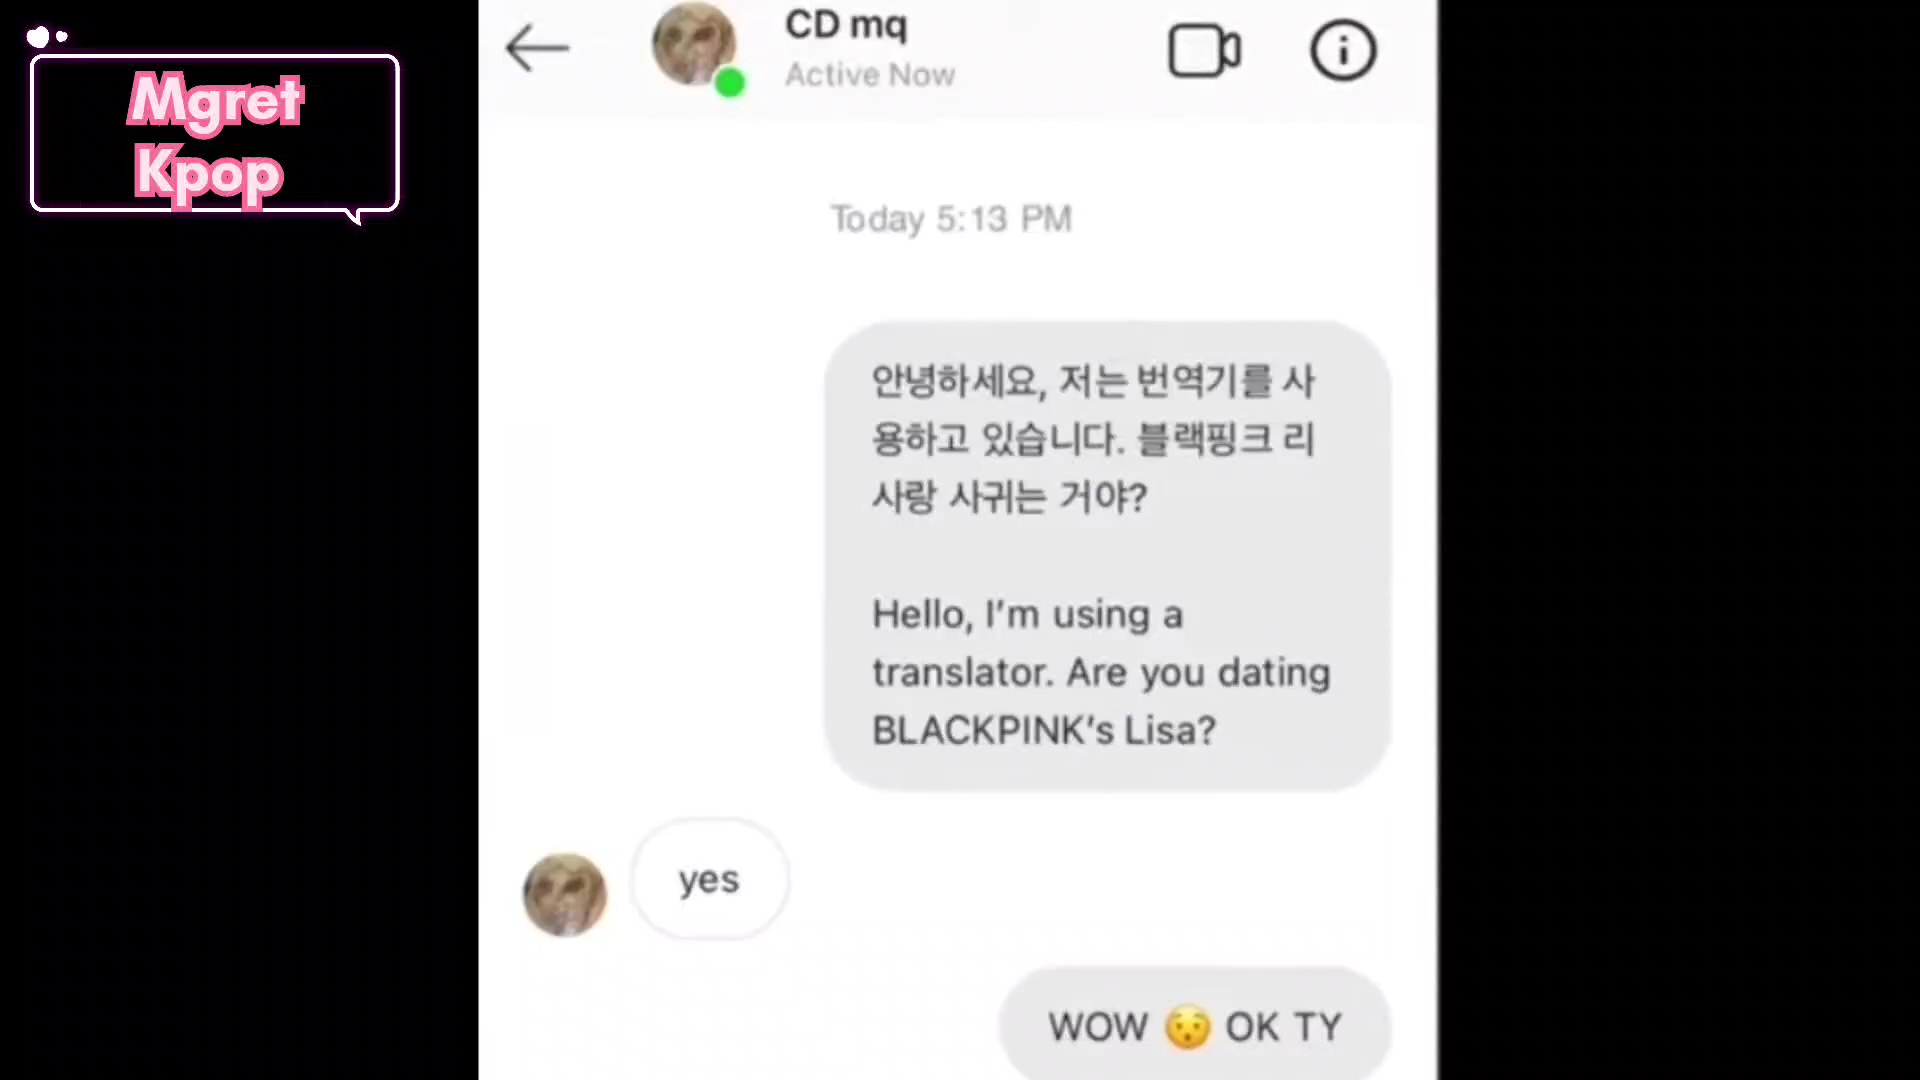 Mgret
Kpop
CD mq
Active Now
Today 5:13 PM
안녕하세요, 저는 번역기를 사
용하고 있습니다. 블랙핑크 리
사랑 사귀는 거야?
Hello, I'm using a
translator. Are you dating
BLACKPINK's Lisa?
yes
WOW 😯 OK TY